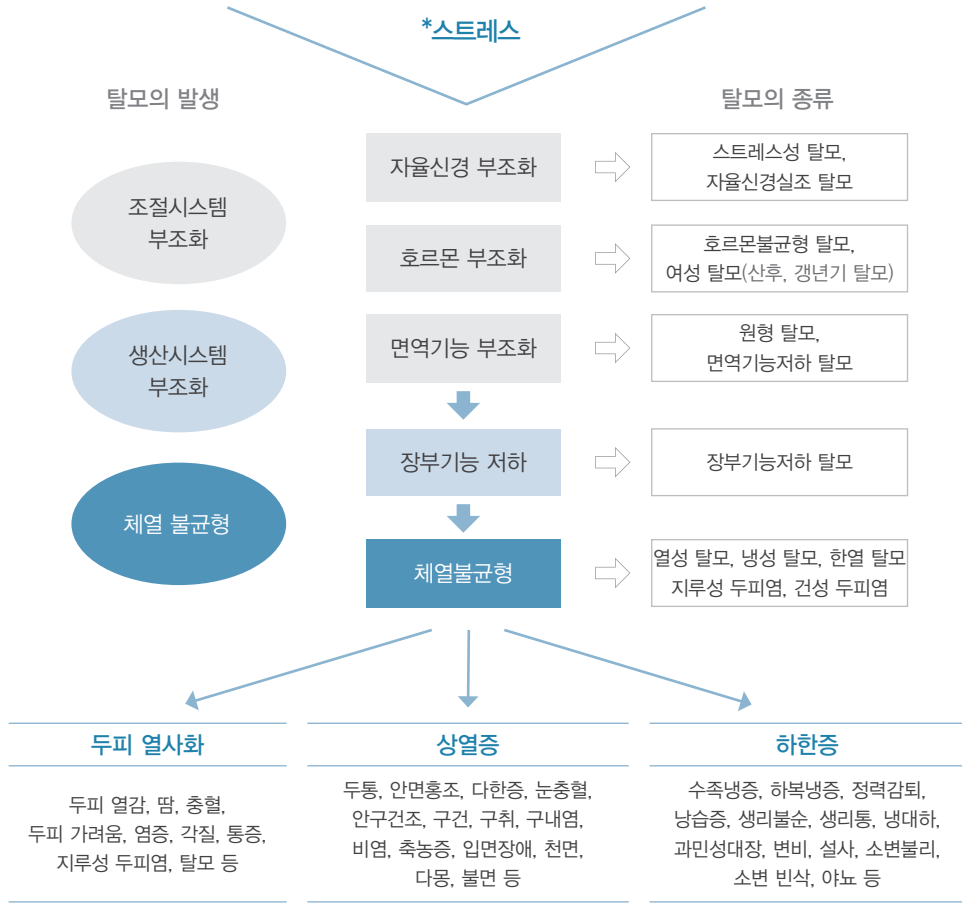 *스트레스
탈모의 발생
탈모의 종류
조절시스템
부조화
생산시스템
부조화
체열 불균형
자율신경 부조화
스트레스성 탈모,
자율신경실조 탈모
호르몬 부조화
호르몬불균형 탈모,
여성 탈모(산후, 갱년기 탈모)
면역기능 부조화
원형 탈모,
면역기능저하 탈모
장부기능 저하
장부기능저하 탈모
체열불균형
열성 탈모, 냉성 탈모, 한열 탈모
지루성 두피염, 건성 두피염
두피 열사화
두피 열감, 땀, 충혈,
두피 가려움, 염증, 각질, 통증,
지루성 두피염, 탈모 등
상열증
두통, 안면홍조, 다한증, 눈충혈,
안구건조, 구건, 구취, 구내염,
비염, 축농증, 입면장애, 천면,
다몽, 불면 등
하한증
수족냉증, 하복냉증, 정력감퇴,
낭습증, 생리불순, 생리통, 냉대하,
과민성대장, 변비, 설사, 소변불리,
소변 빈삭, 야뇨 등